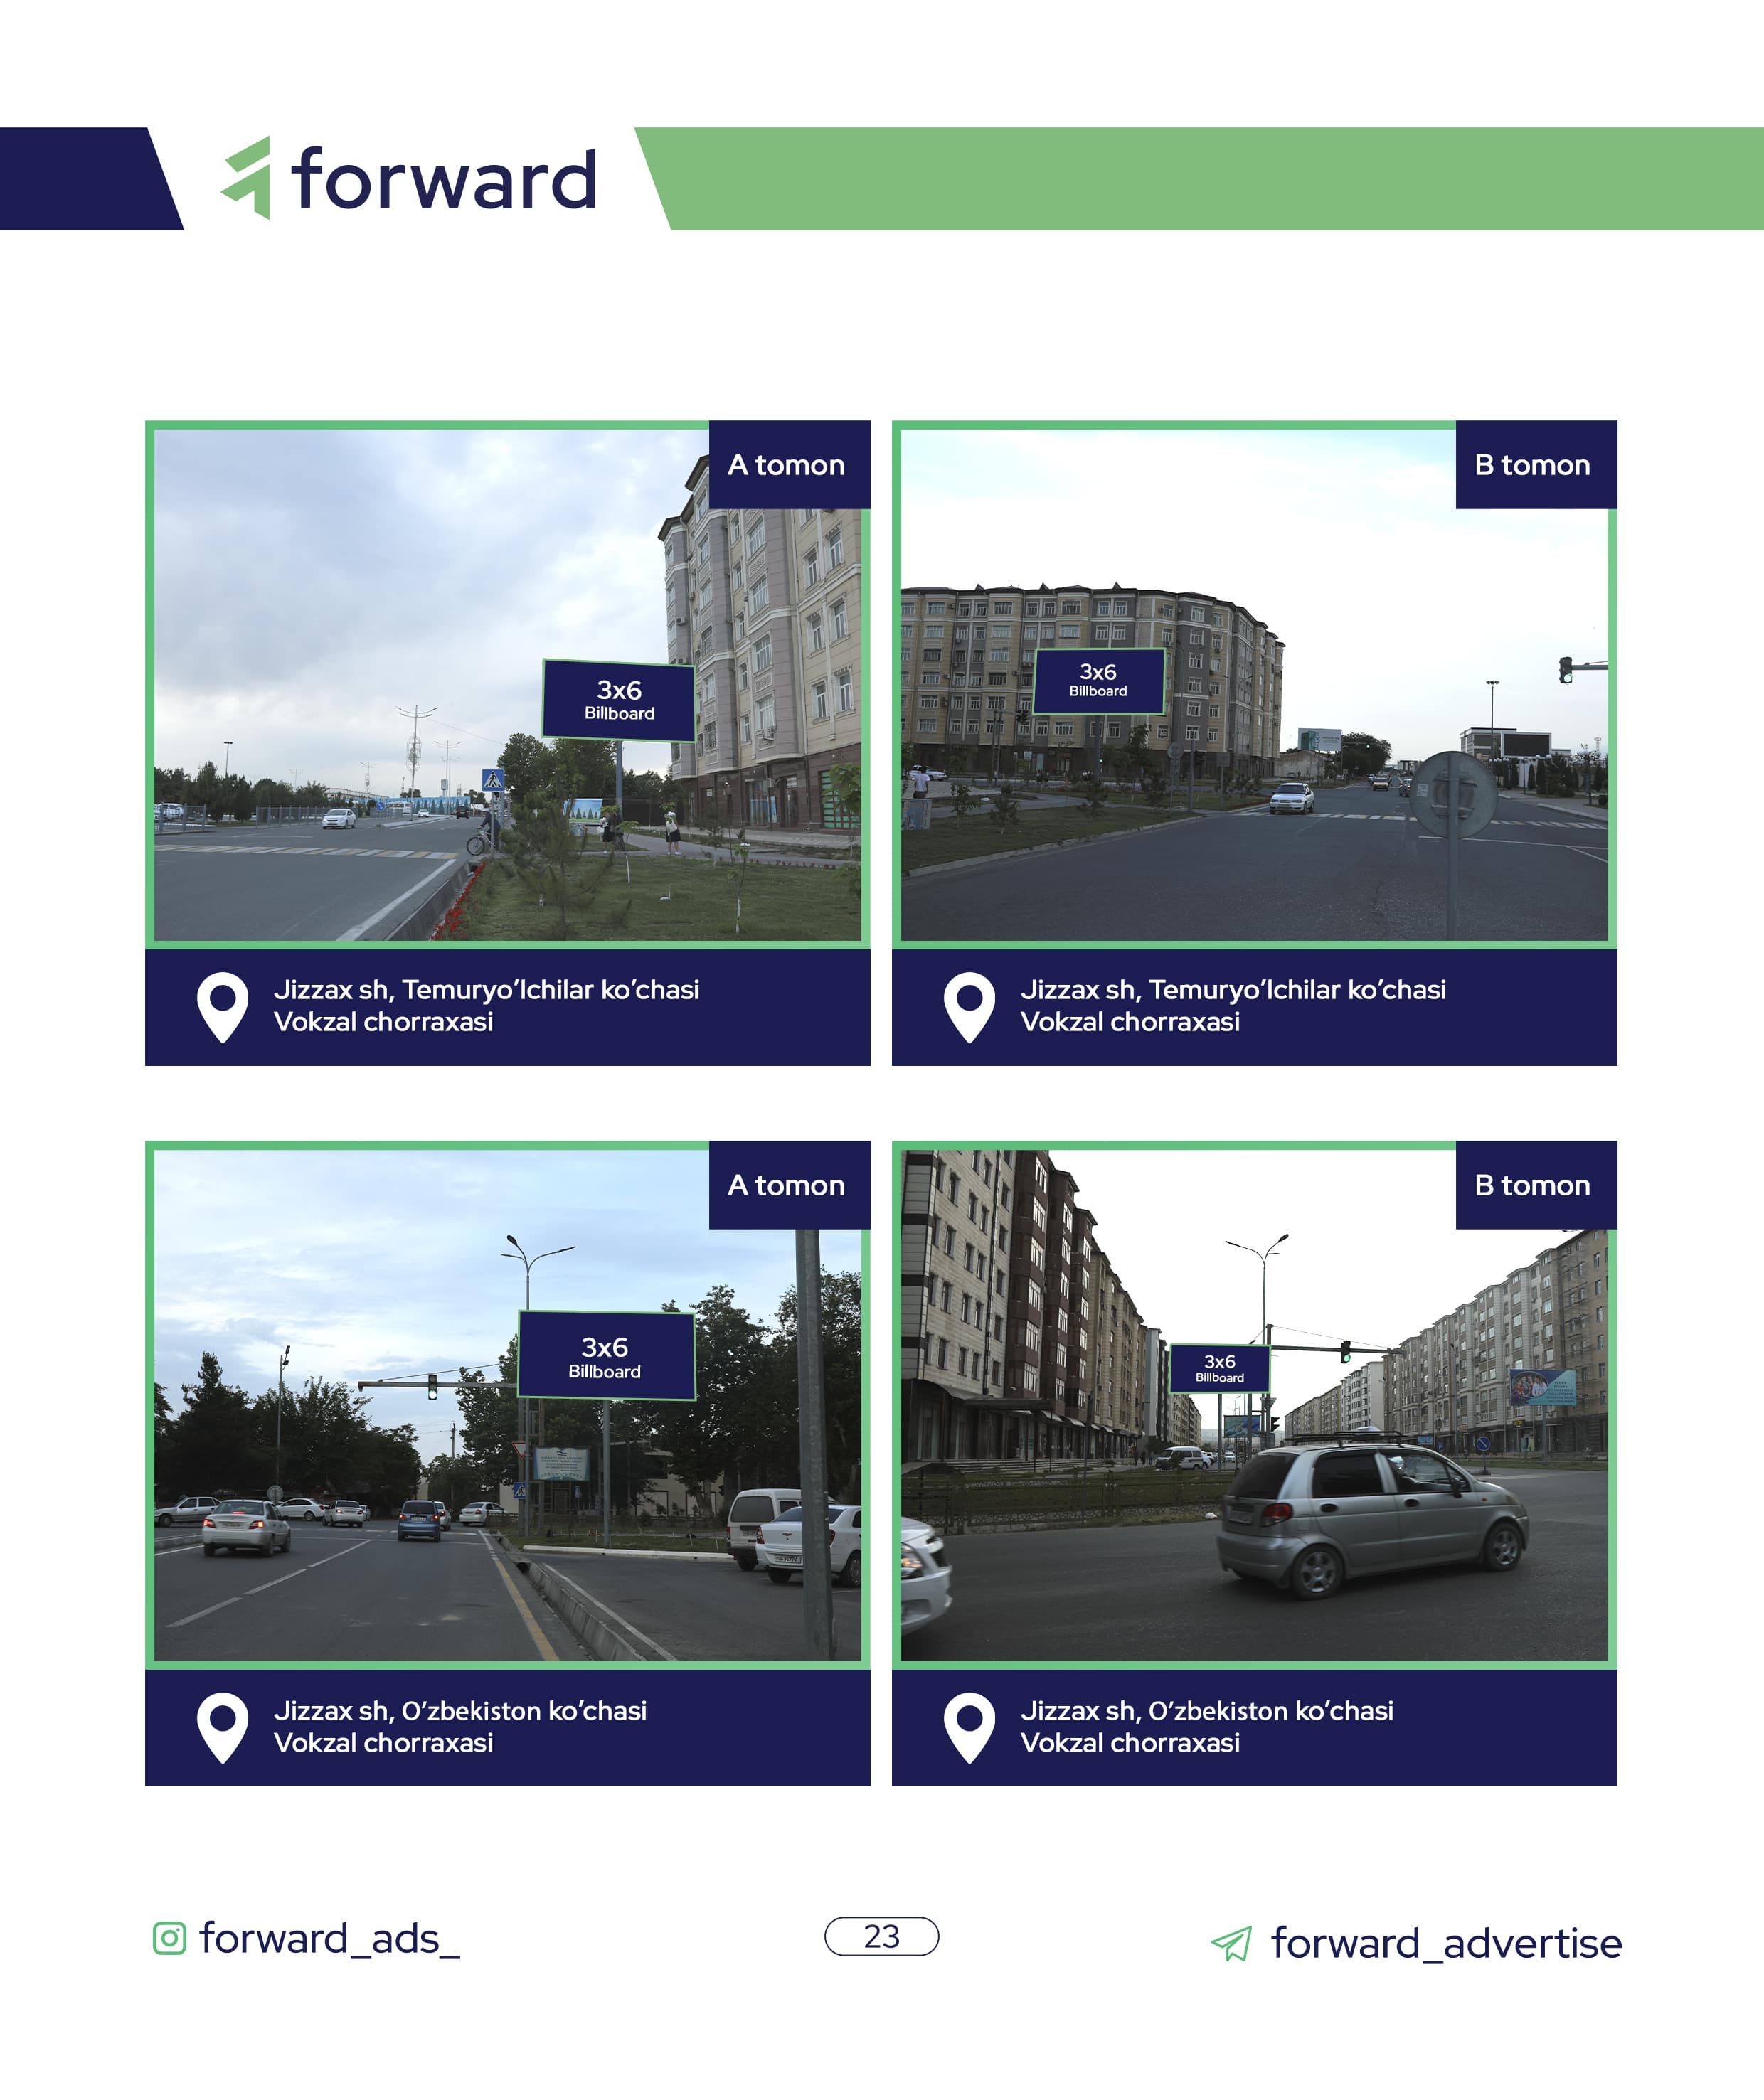 forward
A tomon
3x6
Billboard
Jizzax sh, Temuryo’lchilar ko’chasi
Vokzal chorraxasi
B tomon
3x6
Billboard
Jizzax sh, Temuryo’lchilar ko’chasi
Vokzal chorraxasi
A tomon
3x6
Billboard
Jizzax sh, O’zbekiston ko’chasi
Vokzal chorraxasi
B tomon
3x6
Billboard
Jizzax sh, O’zbekiston ko’chasi
Vokzal chorraxasi
forward_ads_
23
forward_advertise